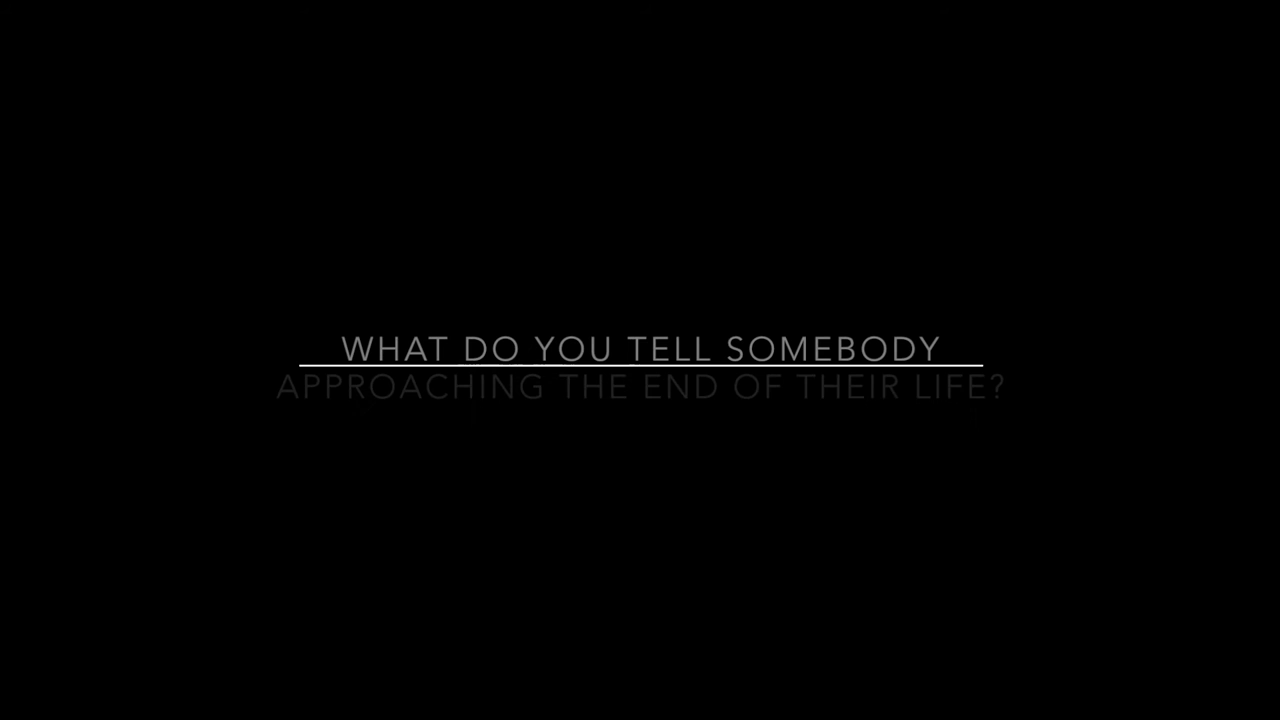 WHAT DO YOU TELL SOMEBODY
APPROACHING THE END OF THEIR LIFE?